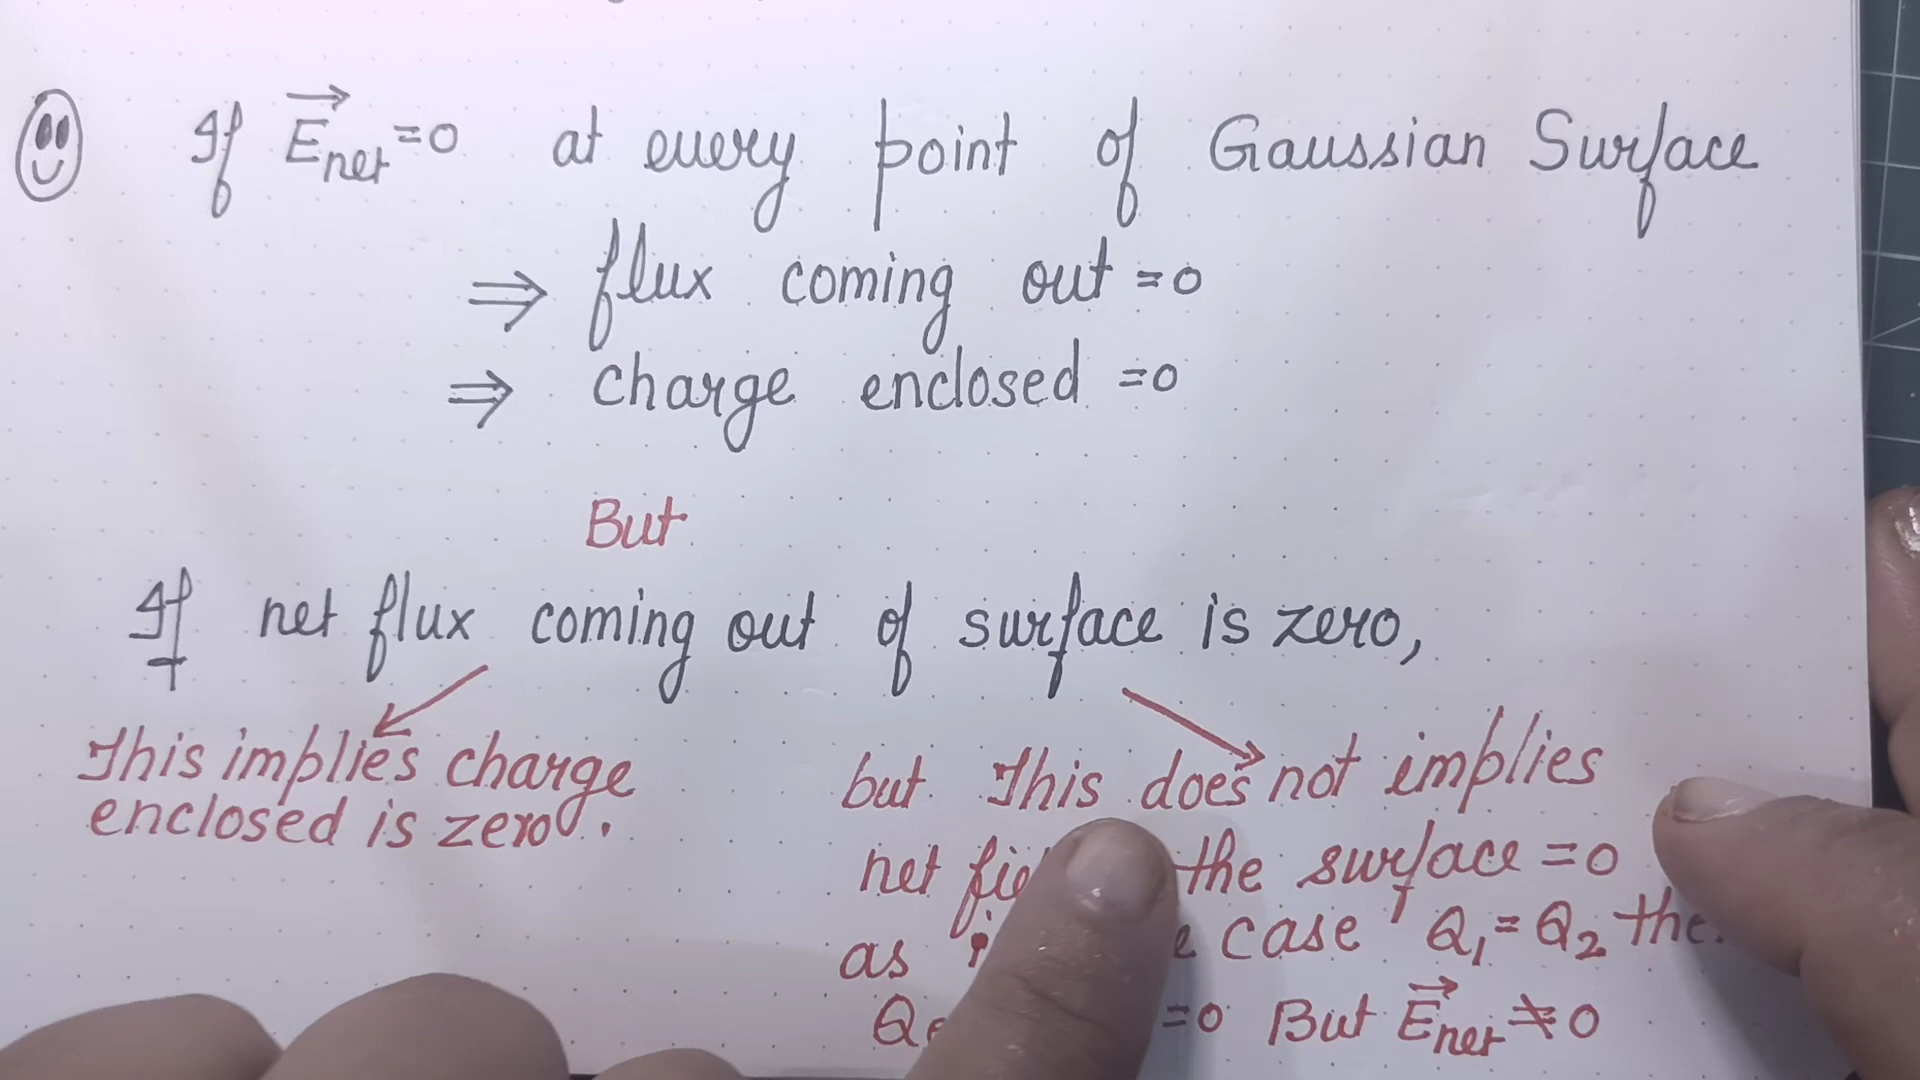 If E⃗net =0 at every point of Gaussian Surface
⇒ flux coming out =0
⇒ charge enclosed =0
But
If net flux coming out of surface is zero,
This implies charge
enclosed is zero.
but This does not implies
net the surface =0
as case Q₁=Q₂
=0 But E⃗net ≠0